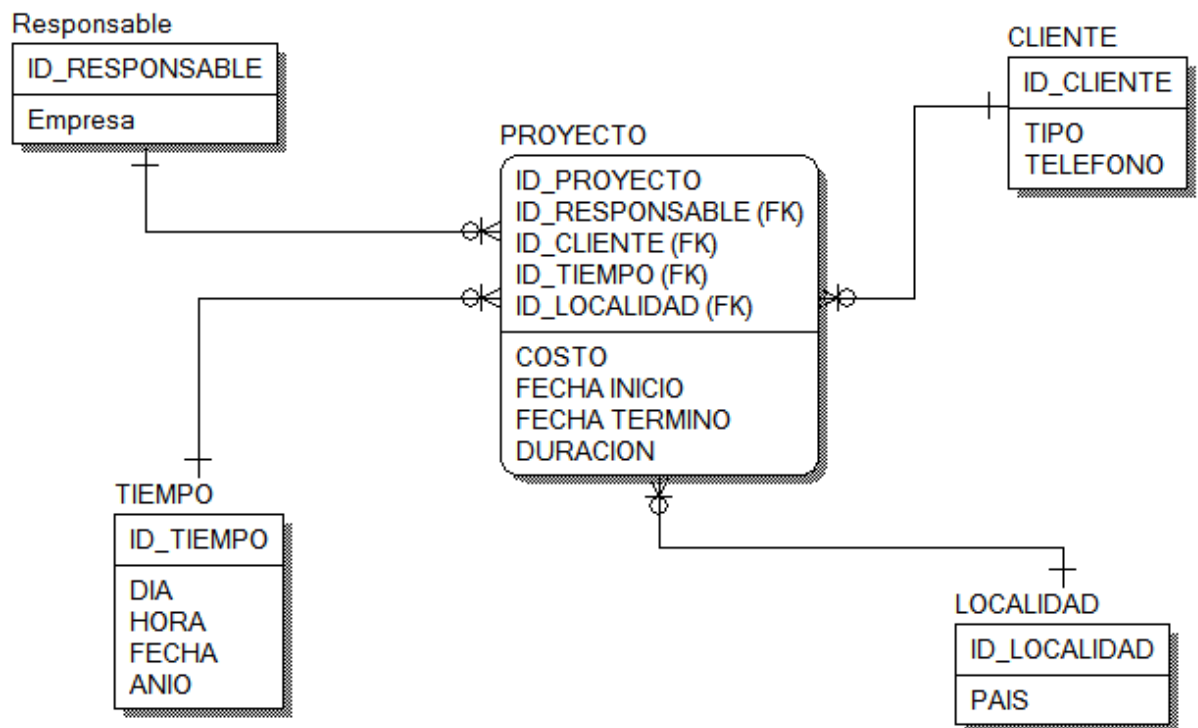 Responsable
ID_RESPONSABLE
Empresa
CLIENTE
ID_CLIENTE
TIPO
TELEFONO
PROYECTO
ID_PROYECTO
ID_RESPONSABLE (FK)
ID_CLIENTE (FK)
ID_TIEMPO (FK)
ID_LOCALIDAD (FK)
COSTO
FECHA INICIO
FECHA TERMINO
DURACION
TIEMPO
ID_TIEMPO
DIA
HORA
FECHA
ANIO
LOCALIDAD
ID_LOCALIDAD
PAIS